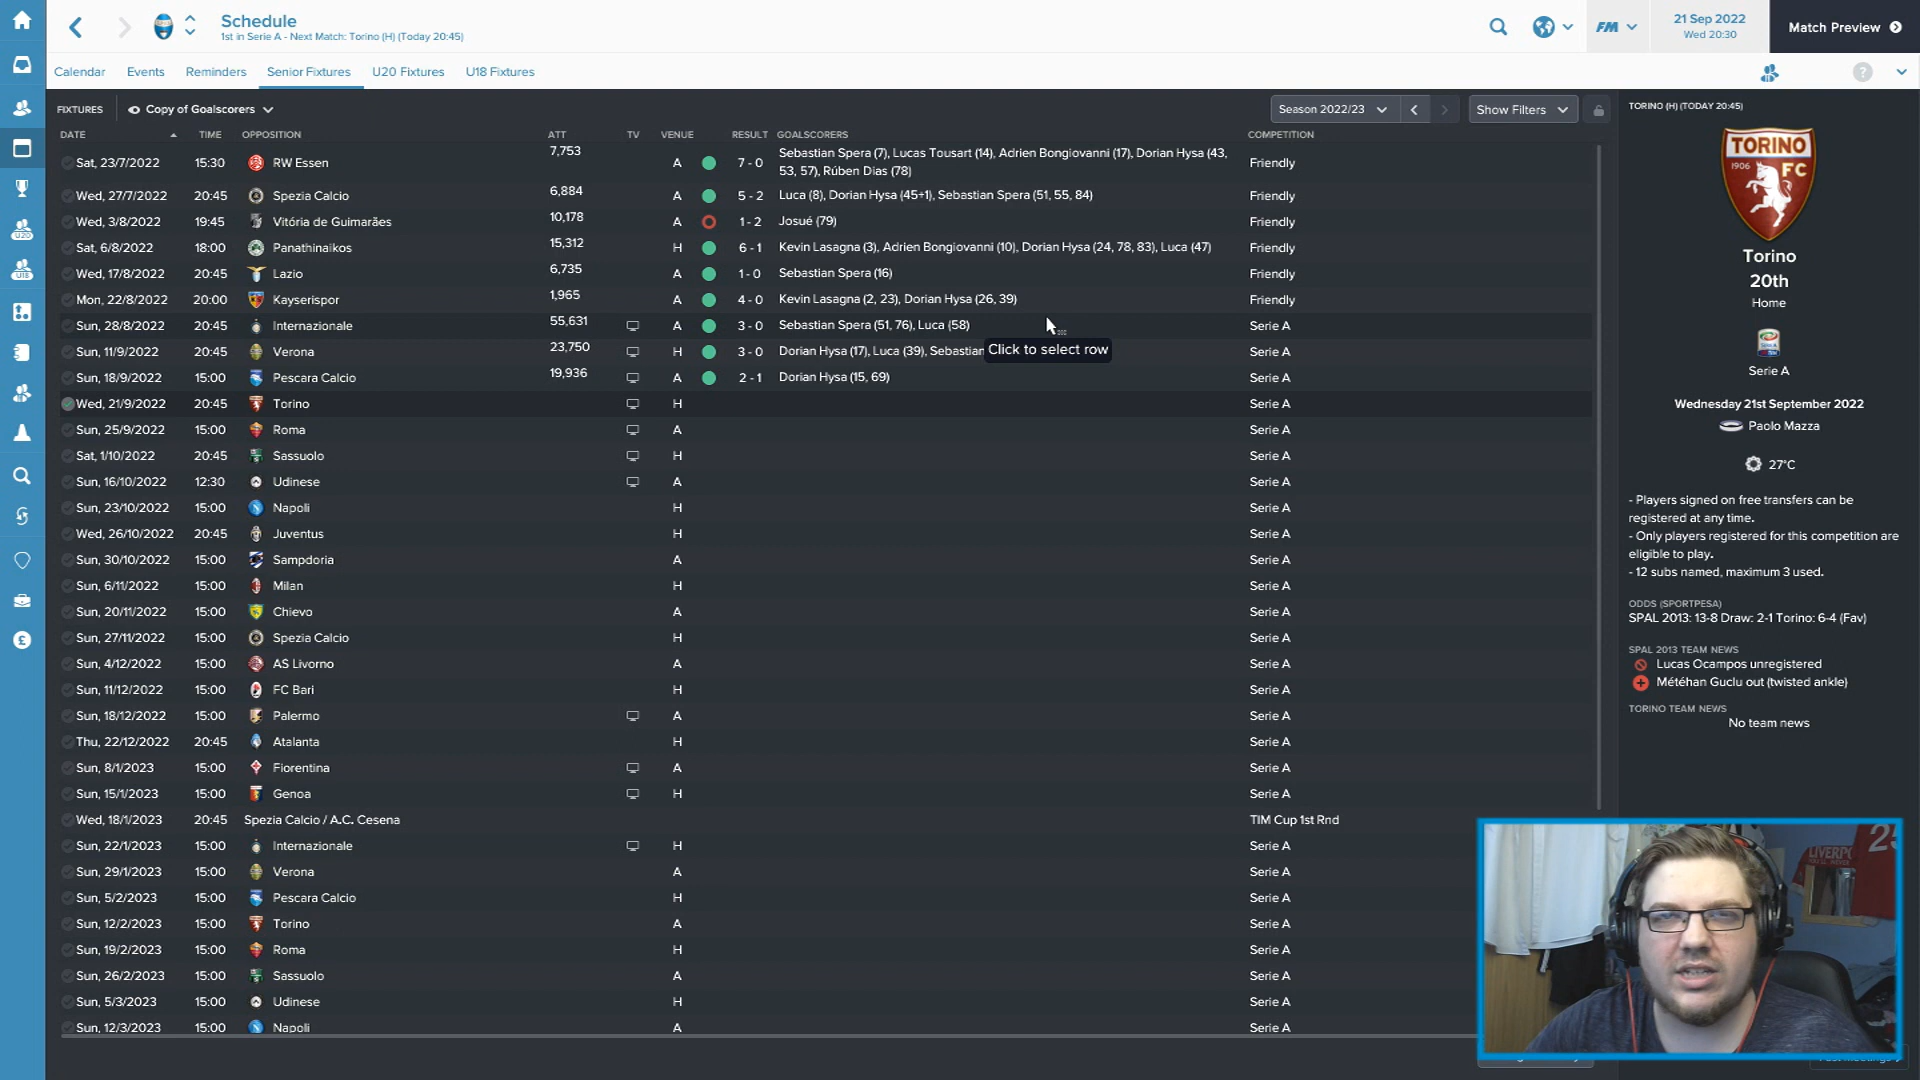 Schedule
1st in Serie A - Next Match: Torino (H) (Today 20:45)
FM
21 Sep 2022
Wed 20:30
Match Preview
Calendar Events Reminders Senior Fixtures U20 Fixtures U18 Fixtures
?
FIXTURES Copy of Goalscorers Season 2022/23 Show Filters
DATE TIME OPPOSITION ATT TV VENUE RESULT GOALSCORERS COMPETITION
Sat, 23/7/2022 15:30 RW Essen 7,753 A 7 - 0 Sebastian Spera (7), Lucas Tousart (14), Adrien Bongiovanni (17), Dorian Hysa (43, Friendly
53, 57), Rúben Dias (78)
Wed, 27/7/2022 20:45 Spezia Calcio 6,884 A 5 - 2 Luca (8), Dorian Hysa (45+1), Sebastian Spera (51, 55, 84) Friendly
Wed, 3/8/2022 19:45 Vitória de Guimarães 10,178 A 1 - 2 Josué (79) Friendly
Sat, 6/8/2022 18:00 Panathinaikos 15,312 H 6 - 1 Kevin Lasagna (3), Adrien Bongiovanni (10), Dorian Hysa (24, 78, 83), Luca (47) Friendly
Wed, 17/8/2022 20:45 Lazio 6,735 A 1 - 0 Sebastian Spera (16) Friendly
Mon, 22/8/2022 20:00 Kayserispor 1,965 A 4 - 0 Kevin Lasagna (2, 23), Dorian Hysa (26, 39) Friendly
Sun, 28/8/2022 20:45 Internazionale 55,631 A 3 - 0 Sebastian Spera (51, 76), Luca (58) Serie A
Sun, 11/9/2022 20:45 Verona 23,750 H 3 - 0 Dorian Hysa (17), Luca (39), Sebastian Serie A
Click to select row
Sun, 18/9/2022 15:00 Pescara Calcio 19,936 A 2 - 1 Dorian Hysa (15, 69) Serie A
Wed, 21/9/2022 20:45 Torino H Serie A
Sun, 25/9/2022 15:00 Roma A Serie A
Sat, 1/10/2022 20:45 Sassuolo H Serie A
Sun, 16/10/2022 12:30 Udinese A Serie A
Sun, 23/10/2022 15:00 Napoli H Serie A
Wed, 26/10/2022 20:45 Juventus H Serie A
Sun, 30/10/2022 15:00 Sampdoria A Serie A
Sun, 6/11/2022 15:00 Milan H Serie A
Sun, 20/11/2022 15:00 Chievo A Serie A
Sun, 27/11/2022 15:00 Spezia Calcio H Serie A
Sun, 4/12/2022 15:00 AS Livorno A Serie A
Sun, 11/12/2022 15:00 FC Bari H Serie A
Sun, 18/12/2022 15:00 Palermo A Serie A
Thu, 22/12/2022 20:45 Atalanta H Serie A
Sun, 8/1/2023 15:00 Fiorentina A Serie A
Sun, 15/1/2023 15:00 Genoa H Serie A
Wed, 18/1/2023 20:45 Spezia Calcio / A.C. Cesena TIM Cup 1st Rnd
Sun, 22/1/2023 15:00 Internazionale H Serie A
Sun, 29/1/2023 15:00 Verona A Serie A
Sun, 5/2/2023 15:00 Pescara Calcio H Serie A
Sun, 12/2/2023 15:00 Torino A Serie A
Sun, 19/2/2023 15:00 Roma H Serie A
Sun, 26/2/2023 15:00 Sassuolo A Serie A
Sun, 5/3/2023 15:00 Udinese H Serie A
Sun, 12/3/2023 15:00 Napoli A Serie A
TORINO (H) (TODAY 20:45)
TORINO
1906 FC
Torino
20th
Home
Serie A
Wednesday 21st September 2022
Paolo Mazza
27°C
- Players signed on free transfers can be
registered at any time.
- Only players registered for this competition are
eligible to play.
- 12 subs named, maximum 3 used.
ODDS (SPORTPESA)
SPAL 2013: 13-8 Draw: 2-1 Torino: 6-4 (Fav)
SPAL 2013 TEAM NEWS
Lucas Ocampos unregistered
Météhan Guclu out (twisted ankle)
TORINO TEAM NEWS
No team news
U20
U18